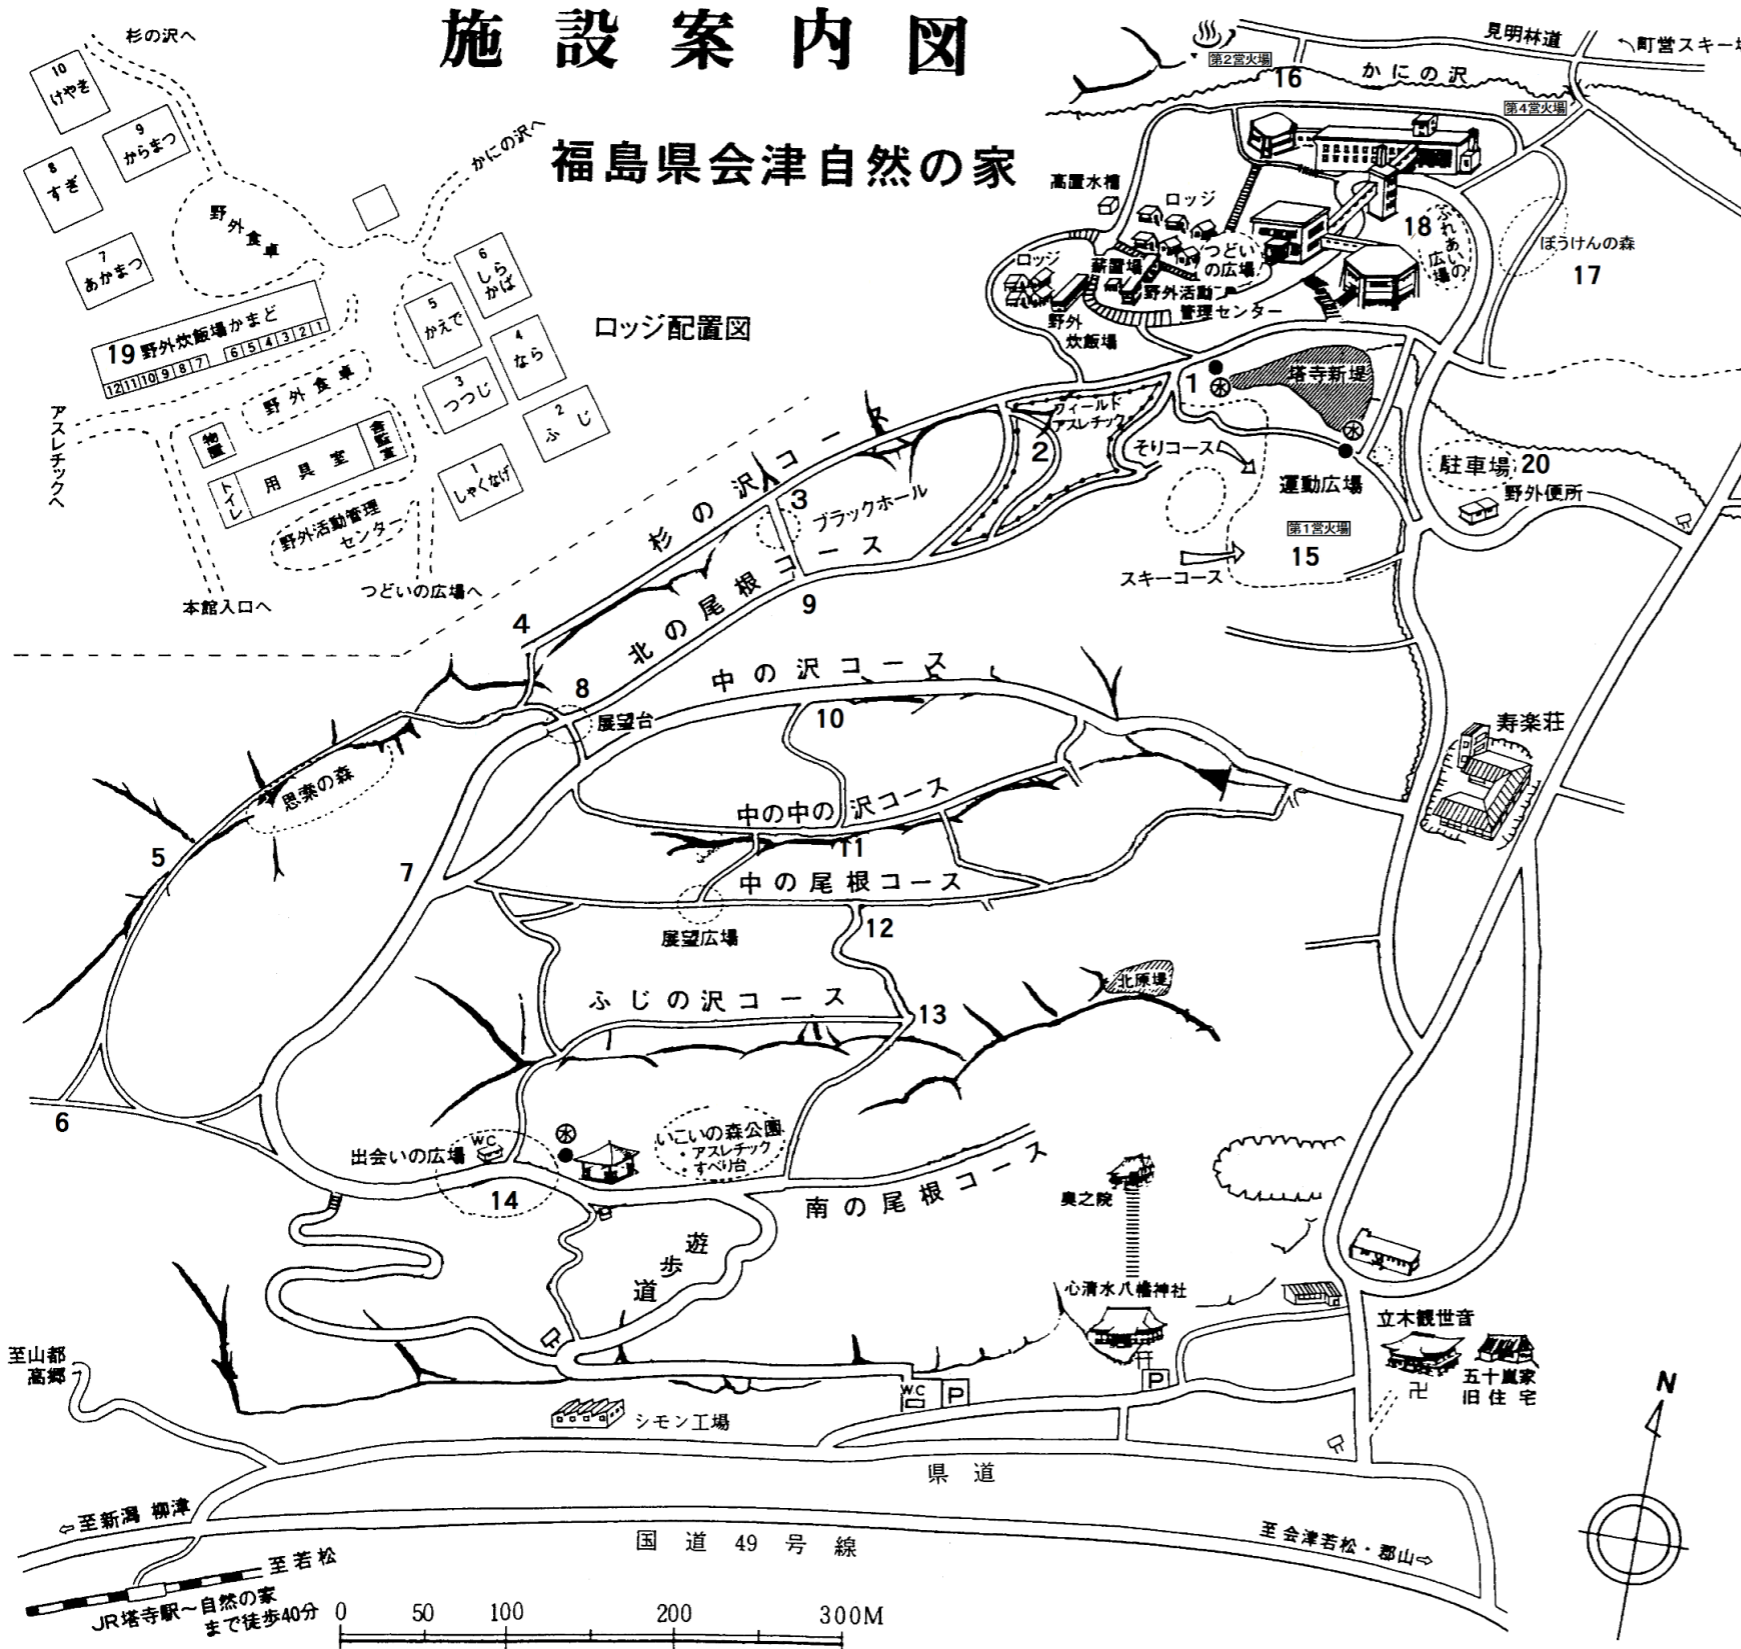 施設案内図
福島県会津自然の家
杉の沢へ
10
けやき
9
からまつ
8
すぎ
7
あかまつ
野外食卓
かにの沢へ
6
しらかば
5
かえで
4
なら
3
つつじ
2
ふじ
1
しゃくなげ
19 野外炊飯場かまど
12 11 10 9 8 7 6 5 4 3 2 1
野外食卓
物置
トイレ
用具室
野外活動管理
センター
アスレチックへ
本館入口へ
つどいの広場へ
ロッジ配置図
見明林道
町営スキー場
第2営火場
16
かにの沢
第4営火場
高置水槽
ロッジ
ロッジ
薪置場
つどい
の広場
野外活動
管理センター
野外
炊飯場
18
ふれあいの
広場
ぼうけんの森
17
1
水
塔寺新堤
水
フィールド
アスレチック
2
そりコース
運動広場
駐車場 20
野外便所
第1営火場
15
スキーコース
杉の沢コース
3
ブラックホール
北の尾根コース
9
4
8
展望台
中の沢コース
10
恩楽の森
5
7
中の中の沢コース
11
中の尾根コース
展望広場
12
寿楽荘
北原堤
ふじの沢コース
13
6
出会いの広場
WC
14
水
いこいの森公園
・アスレチック
・すべり台
南の尾根コース
遊歩道
奥之院
心清水八幡神社
立木観世音
五十嵐家
旧住宅
卍
至山都
高郷
シモン工場
WC
P
P
県道
N
⇦至新潟 柳津
国道49号線
至会津若松・郡山⇨
至若松
JR塔寺駅～自然の家
まで徒歩40分
0 50 100 200 300M